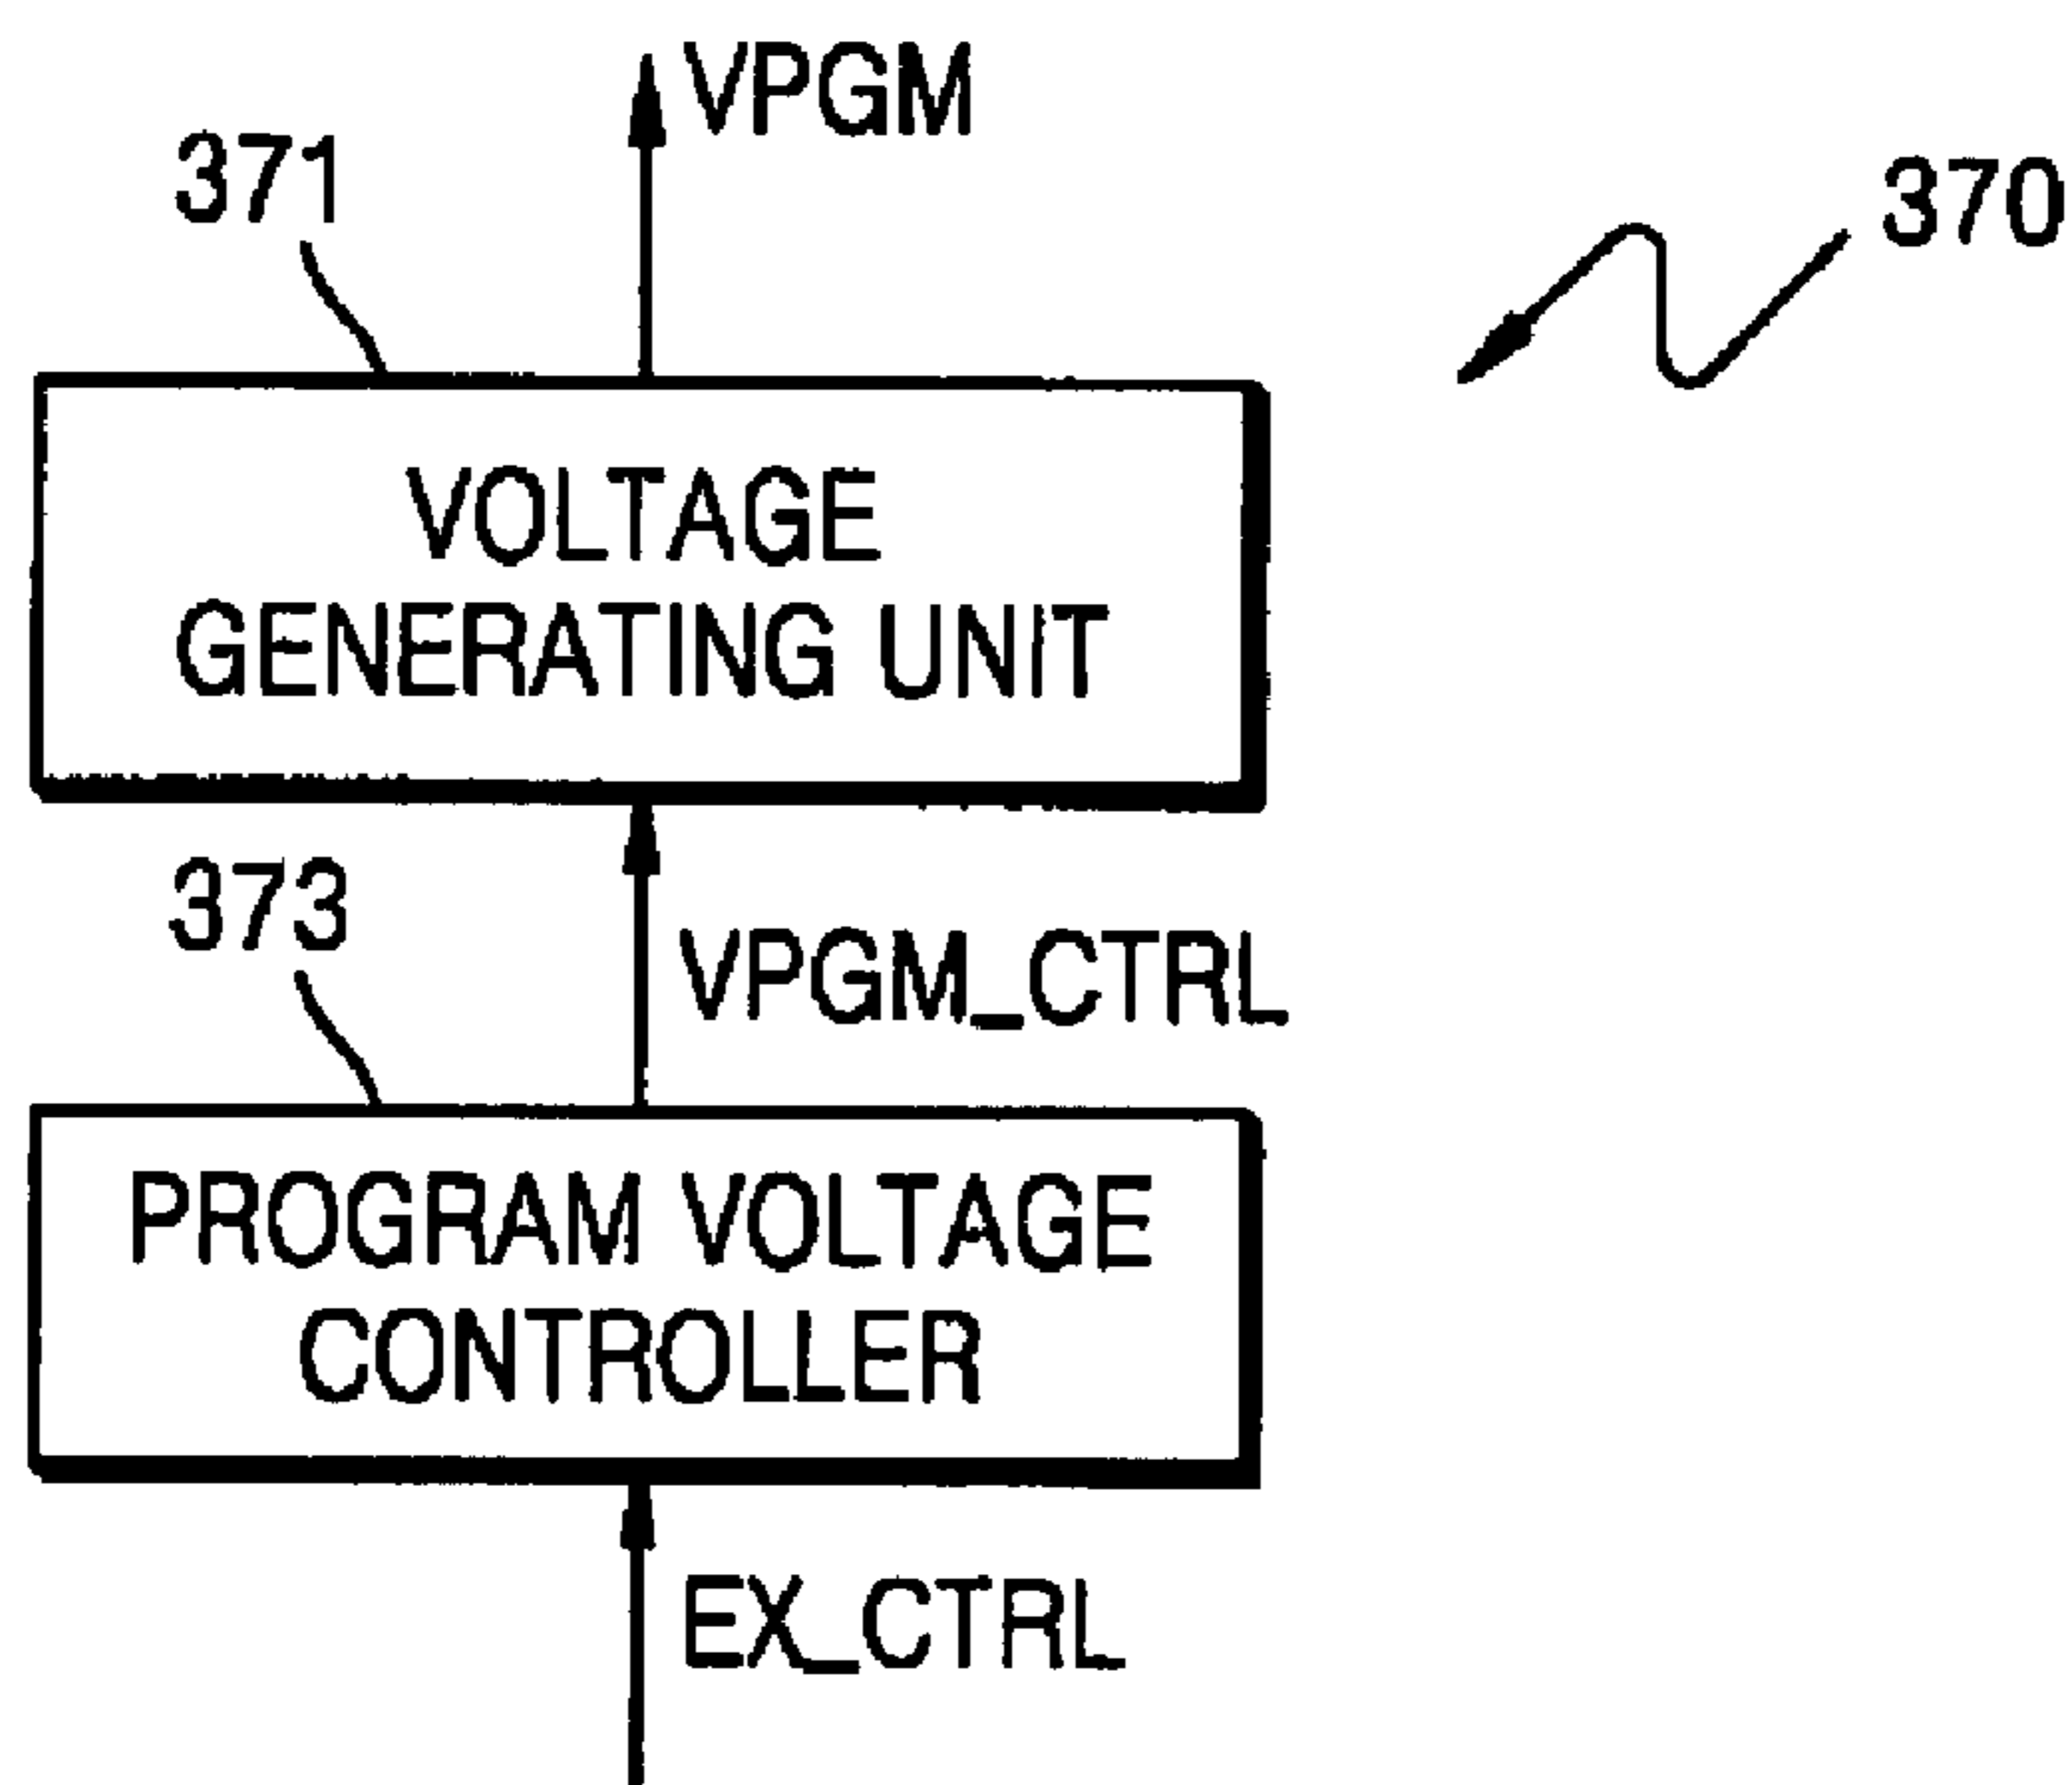 VPGM
371
370
VOLTAGE
GENERATING UNIT
373
VPGM_CTRL
PROGRAM VOLTAGE
CONTROLLER
EX_CTRL